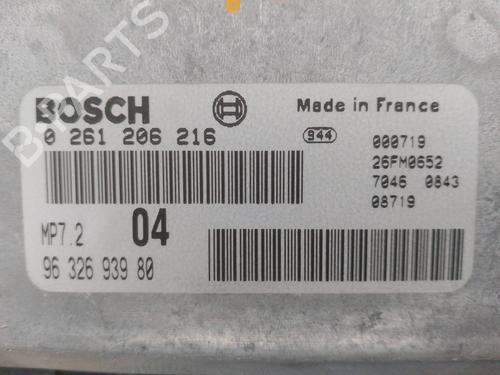 B-PARTS
BOSCH
Made in France
0 261 206 216
944
000719
26FM0652
7046 0843
08719
MP7.2 04
96 326 939 80